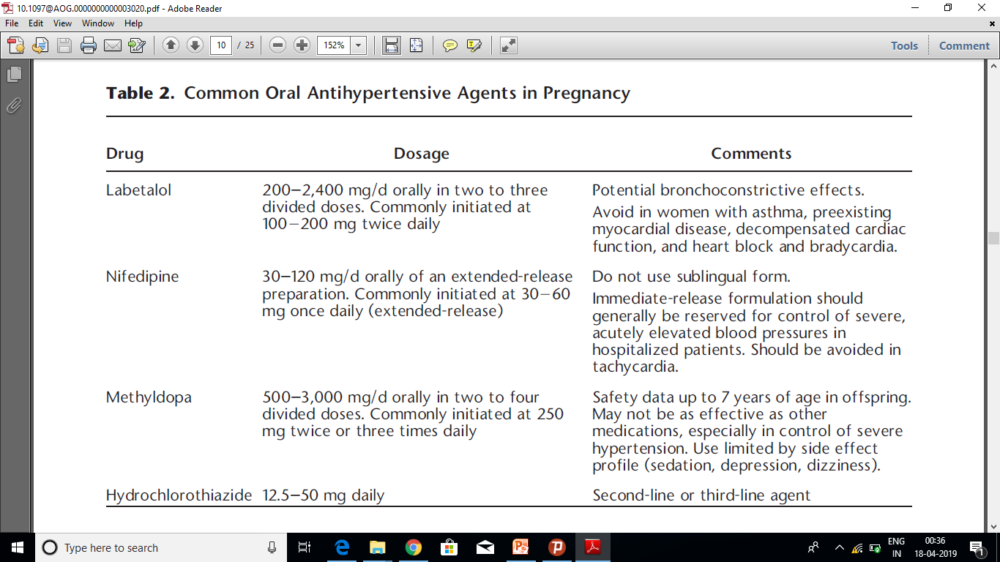 10.1097@AOG.0000000000003020.pdf - Adobe Reader
File Edit View Window Help
10 / 25 152% Tools Comment
Table 2. Common Oral Antihypertensive Agents in Pregnancy
Drug Dosage Comments
Labetalol 200–2,400 mg/d orally in two to three Potential bronchoconstrictive effects.
divided doses. Commonly initiated at Avoid in women with asthma, preexisting
100–200 mg twice daily myocardial disease, decompensated cardiac
function, and heart block and bradycardia.
Nifedipine 30–120 mg/d orally of an extended-release Do not use sublingual form.
preparation. Commonly initiated at 30–60 Immediate-release formulation should
mg once daily (extended-release) generally be reserved for control of severe,
acutely elevated blood pressures in
hospitalized patients. Should be avoided in
tachycardia.
Methyldopa 500–3,000 mg/d orally in two to four Safety data up to 7 years of age in offspring.
divided doses. Commonly initiated at 250 May not be as effective as other
mg twice or three times daily medications, especially in control of severe
hypertension. Use limited by side effect
profile (sedation, depression, dizziness).
Hydrochlorothiazide 12.5–50 mg daily Second-line or third-line agent
Type here to search
ENG 00:36
IN 18-04-2019 1